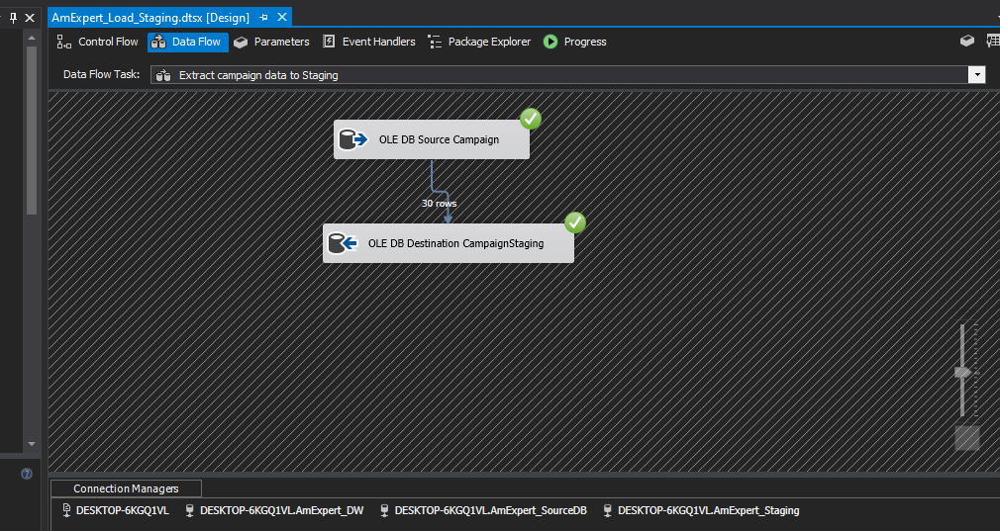 AmExpert_Load_Staging.dtsx [Design]
Control Flow Data Flow Parameters Event Handlers Package Explorer Progress
Data Flow Task: Extract campaign data to Staging
OLE DB Source Campaign
30 rows
OLE DB Destination CampaignStaging
Connection Managers
DESKTOP-6KGQ1VL DESKTOP-6KGQ1VL.AmExpert_DW DESKTOP-6KGQ1VL.AmExpert_SourceDB DESKTOP-6KGQ1VL.AmExpert_Staging